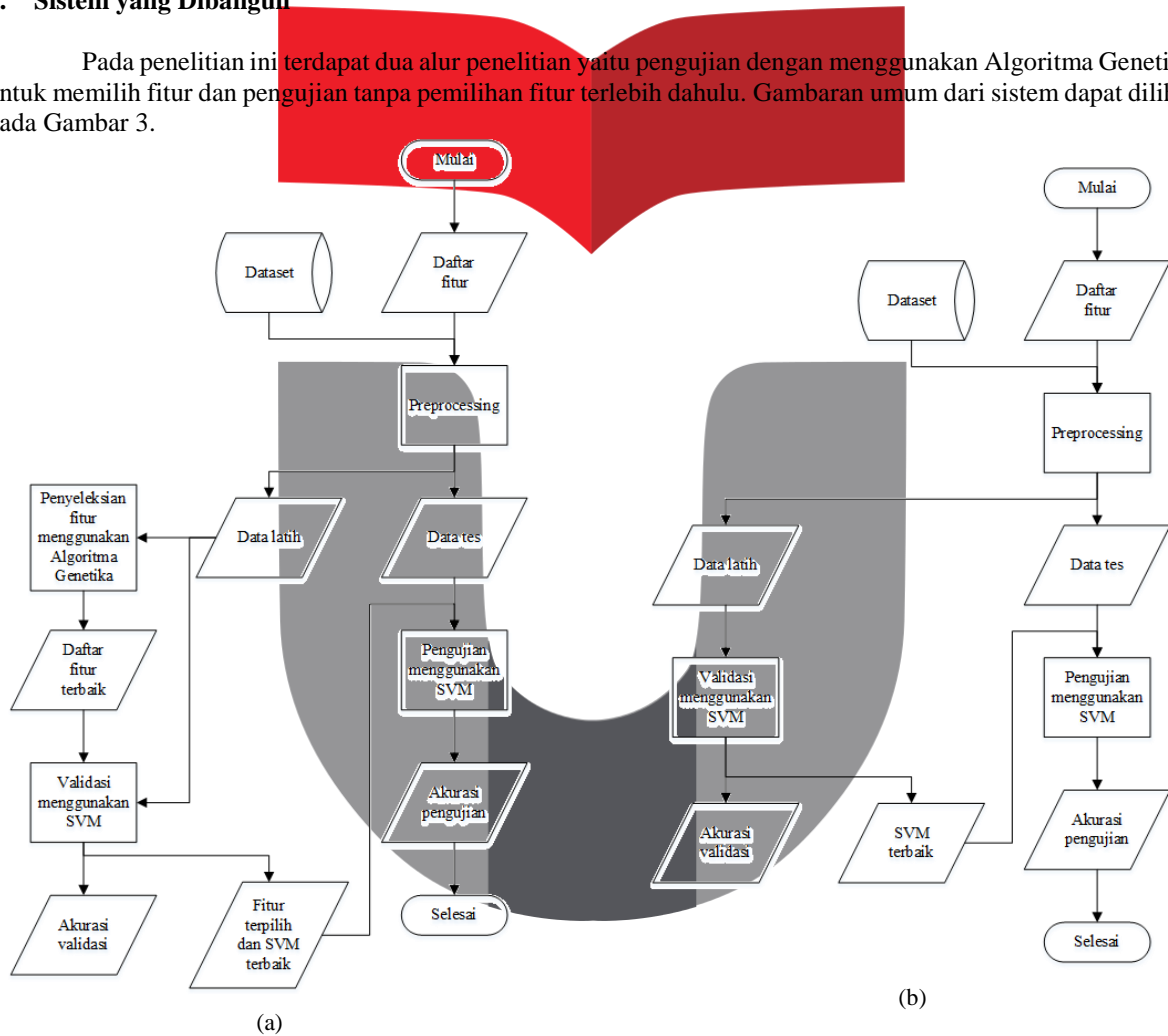 Sistem yang Dibangun
Pada penelitian ini terdapat dua alur penelitian yaitu pengujian dengan menggunakan Algoritma Geneti
ntuk memilih fitur dan pengujian tanpa pemilihan fitur terlebih dahulu. Gambaran umum dari sistem dapat dilih
ada Gambar 3.
Mulai
Dataset
Daftar
fitur
Preprocessing
Penyeleksian
fitur
menggunakan
Algoritma
Genetika
Data latih
Data tes
Daftar
fitur
terbaik
Pengujian
menggunakan
SVM
Validasi
menggunakan
SVM
Akurasi
pengujian
Akurasi
validasi
Fitur
terpilih
dan SVM
terbaik
Selesai
(a)
Mulai
Dataset
Daftar
fitur
Preprocessing
Data latih
Data tes
Validasi
menggunakan
SVM
Pengujian
menggunakan
SVM
Akurasi
validasi
SVM
terbaik
Akurasi
pengujian
Selesai
(b)